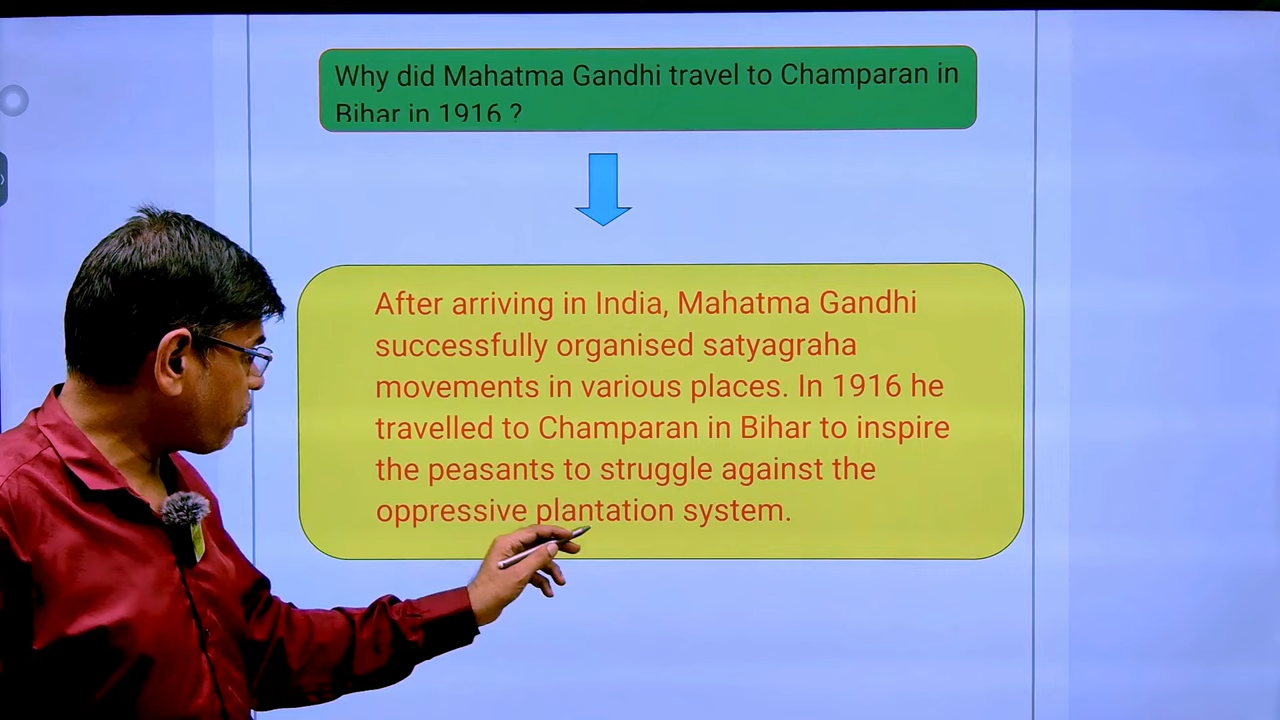 Why did Mahatma Gandhi travel to Champaran in
Bihar in 1916 ?
After arriving in India, Mahatma Gandhi
successfully organised satyagraha
movements in various places. In 1916 he
travelled to Champaran in Bihar to inspire
the peasants to struggle against the
oppressive plantation system.